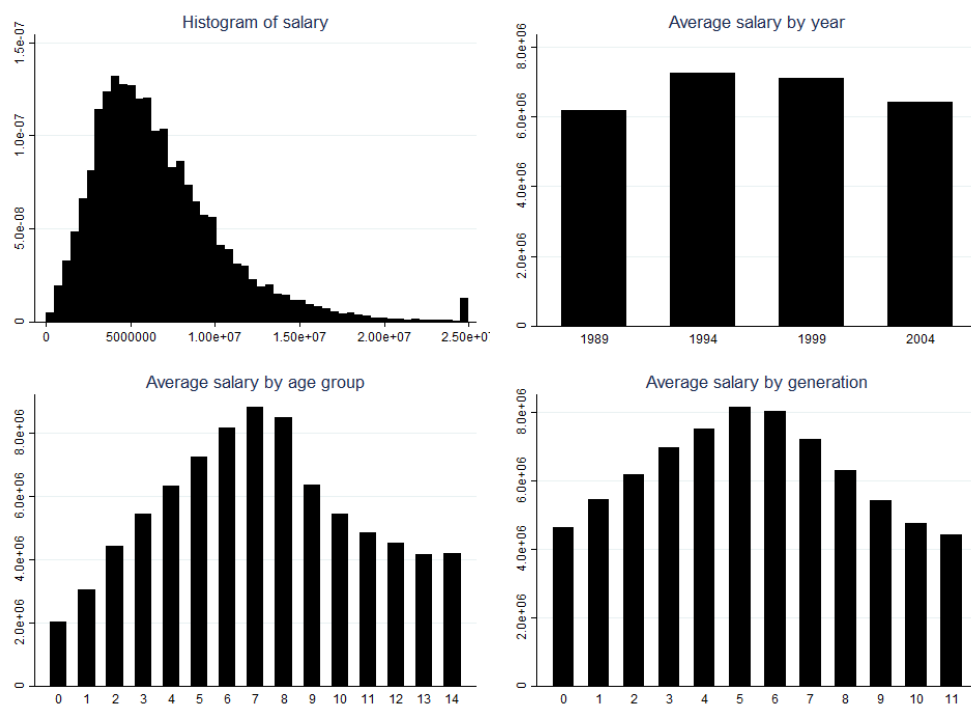 Histogram of salary
1.5e-07
1.0e-07
5.0e-08
0
0 5000000 1.00e+07 1.50e+07 2.00e+07 2.50e+0
Average salary by year
8.0e+06
6.0e+06
4.0e+06
2.0e+06
0
1989 1994 1999 2004
Average salary by age group
8.0e+06
6.0e+06
4.0e+06
2.0e+06
0
0 1 2 3 4 5 6 7 8 9 10 11 12 13 14
Average salary by generation
8.0e+06
6.0e+06
4.0e+06
2.0e+06
0
0 1 2 3 4 5 6 7 8 9 10 11